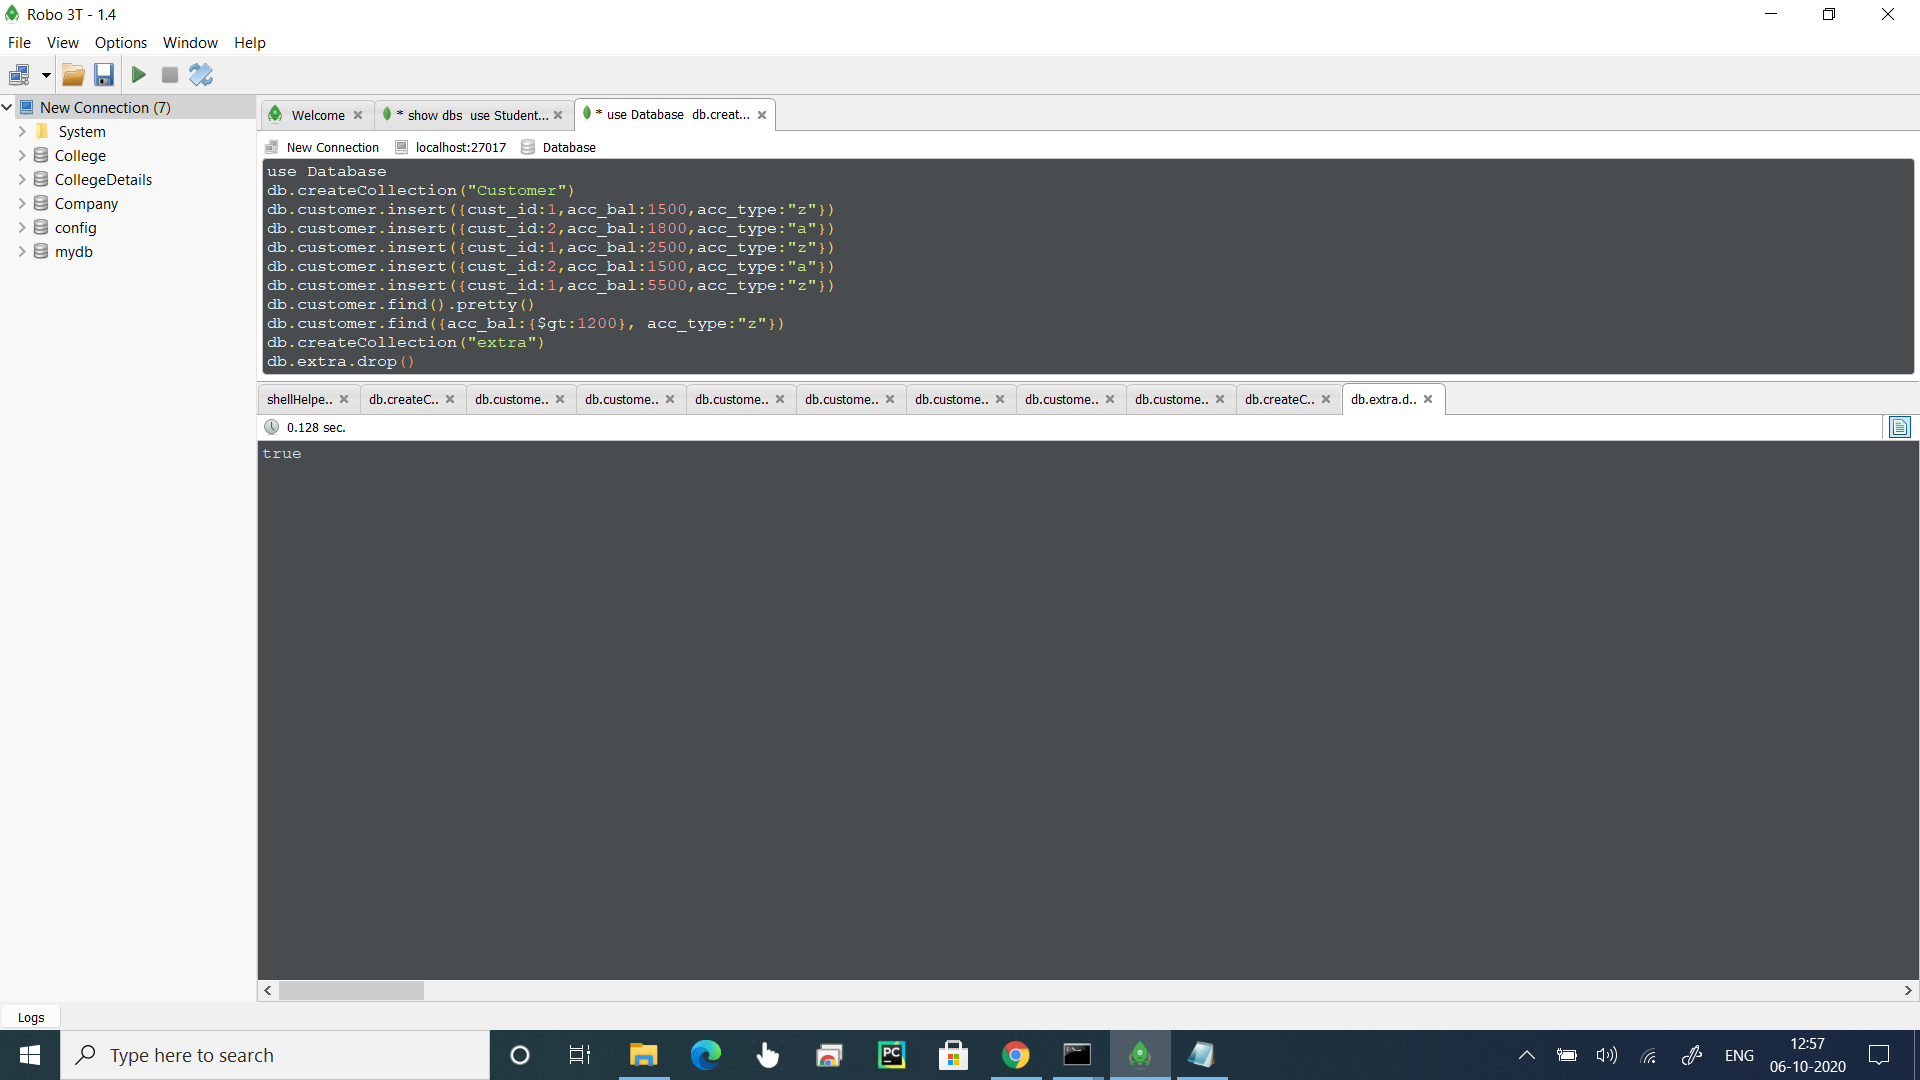 Robo 3T - 1.4
File View Options Window Help
New Connection (7)
System
College
CollegeDetails
Company
config
mydb
Welcome
* show dbs use Student...
* use Database db.creat...
New Connection localhost:27017 Database
use Database
db.createCollection("Customer")
db.customer.insert({cust_id:1,acc_bal:1500,acc_type:"z"})
db.customer.insert({cust_id:2,acc_bal:1800,acc_type:"a"})
db.customer.insert({cust_id:1,acc_bal:2500,acc_type:"z"})
db.customer.insert({cust_id:2,acc_bal:1500,acc_type:"a"})
db.customer.insert({cust_id:1,acc_bal:5500,acc_type:"z"})
db.customer.find().pretty()
db.customer.find({acc_bal:{$gt:1200}, acc_type:"z"})
db.createCollection("extra")
db.extra.drop()
shellHelpe.. db.createC.. db.custome.. db.custome.. db.custome.. db.custome.. db.custome.. db.custome.. db.custome.. db.createC.. db.extra.d..
0.128 sec.
true
Logs
Type here to search
PC
ENG
12:57
06-10-2020